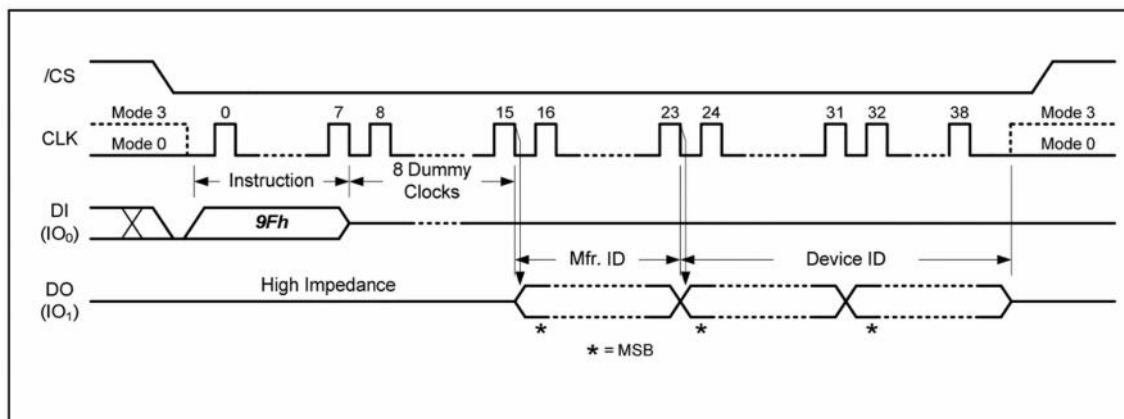 /CS
Mode 3 0 7 8 15 16 23 24 31 32 38 Mode 3
CLK
Mode 0 Mode 0
Instruction 8 Dummy
Clocks
DI
(IO₀)
9Fh
Mfr. ID Device ID
High Impedance
DO
(IO₁)
* * *
* = MSB